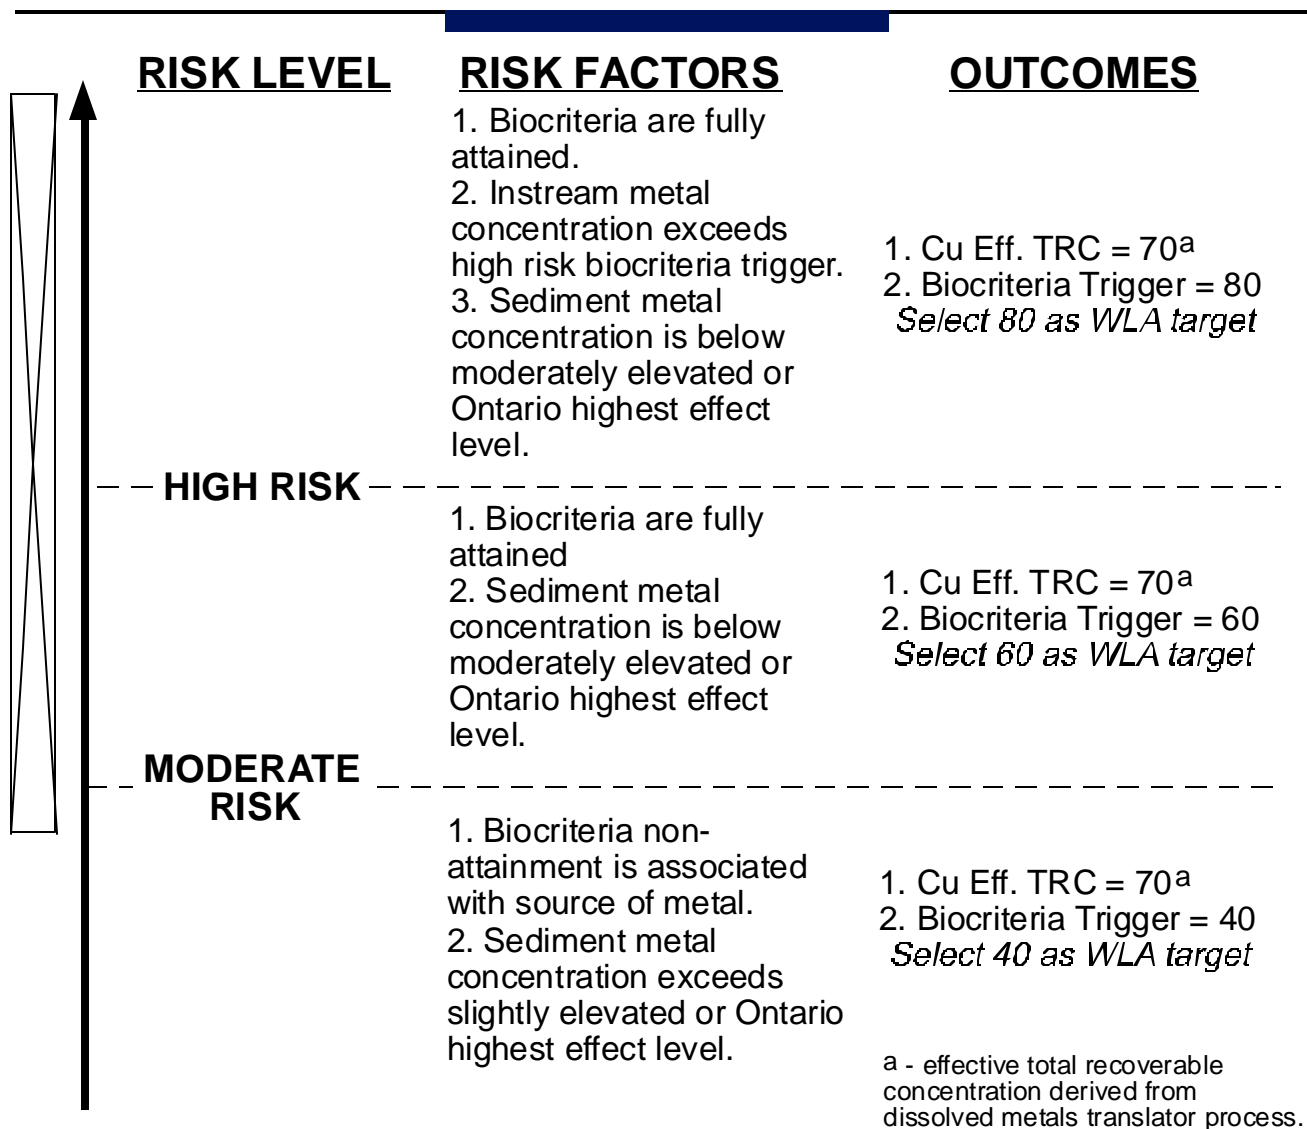 RISK LEVEL
RISK FACTORS
OUTCOMES
1. Biocriteria are fully
attained.
2. Instream metal
concentration exceeds
high risk biocriteria trigger.
3. Sediment metal
concentration is below
moderately elevated or
Ontario highest effect
level.
1. Cu Eff. TRC = 70a
2. Biocriteria Trigger = 80
Select 80 as WLA target
HIGH RISK
1. Biocriteria are fully
attained
2. Sediment metal
concentration is below
moderately elevated or
Ontario highest effect
level.
1. Cu Eff. TRC = 70a
2. Biocriteria Trigger = 60
Select 60 as WLA target
MODERATE
RISK
1. Biocriteria non-
attainment is associated
with source of metal.
2. Sediment metal
concentration exceeds
slightly elevated or Ontario
highest effect level.
1. Cu Eff. TRC = 70a
2. Biocriteria Trigger = 40
Select 40 as WLA target
a - effective total recoverable
concentration derived from
dissolved metals translator process.